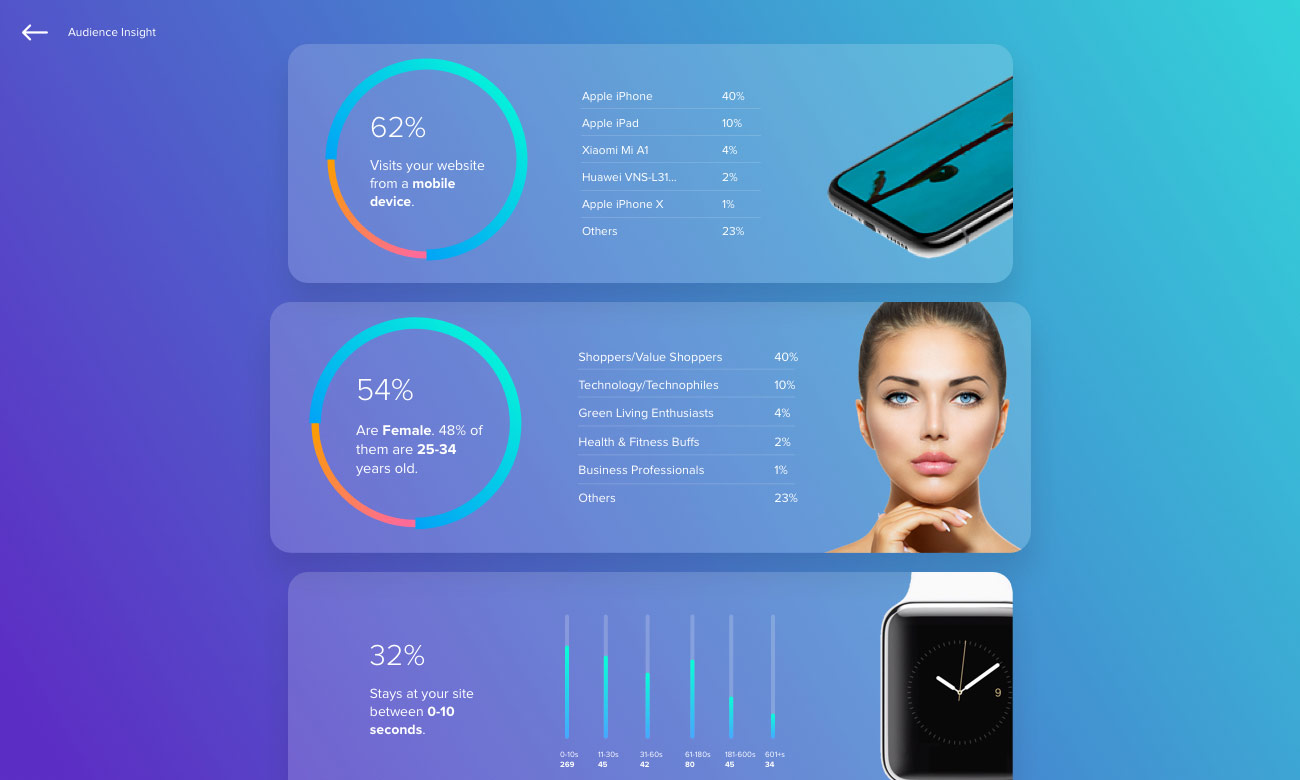 Audience Insight
62%
Visits your website
from a mobile
device.
Apple iPhone 40%
Apple iPad 10%
Xiaomi Mi A1 4%
Huawei VNS-L31... 2%
Apple iPhone X 1%
Others 23%
54%
Are Female. 48% of
them are 25-34
years old.
Shoppers/Value Shoppers 40%
Technology/Technophiles 10%
Green Living Enthusiasts 4%
Health & Fitness Buffs 2%
Business Professionals 1%
Others 23%
32%
Stays at your site
between 0-10
seconds.
0-10s 11-30s 31-60s 61-180s 181-600s 601+s
269 45 42 80 45 34
9